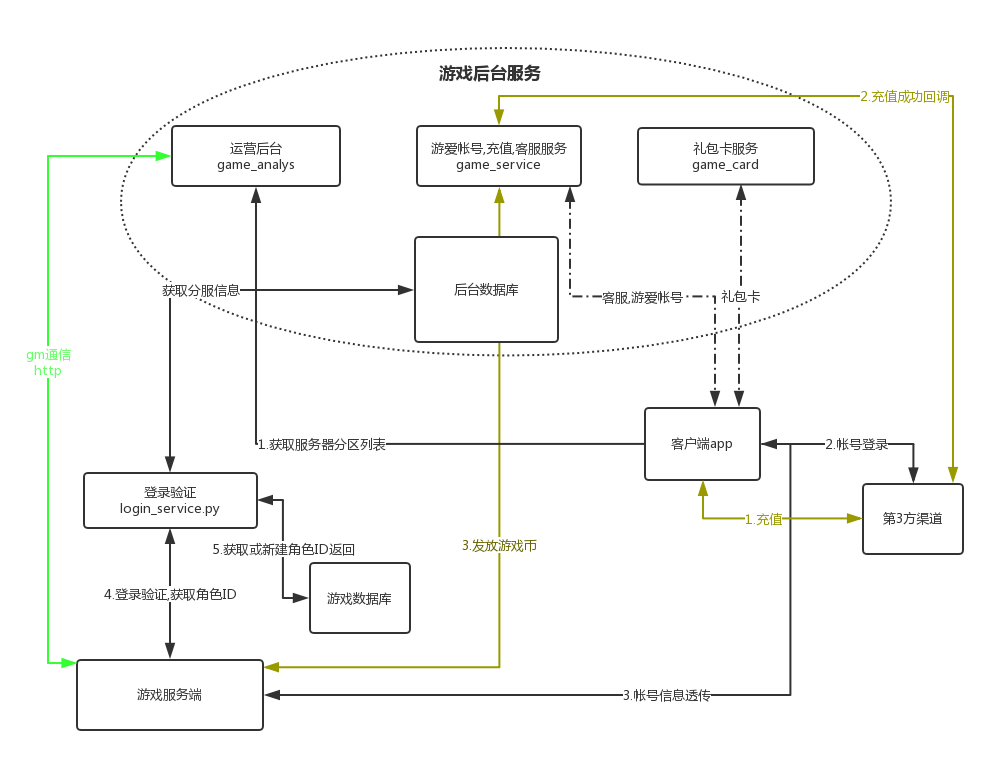 游戏后台服务
2.充值成功回调
运营后台
game_analys
游爱帐号,充值,客服服务
game_service
礼包卡服务
game_card
获取分服信息
后台数据库
客服,游爱帐号
礼包卡
gm通信
http
1.获取服务器分区列表
客户端app
2.帐号登录
登录验证
login_service.py
1.充值
第3方渠道
5.获取或新建角色ID返回
3.发放游戏币
4.登录验证,获取角色ID
游戏数据库
游戏服务端
3.帐号信息透传